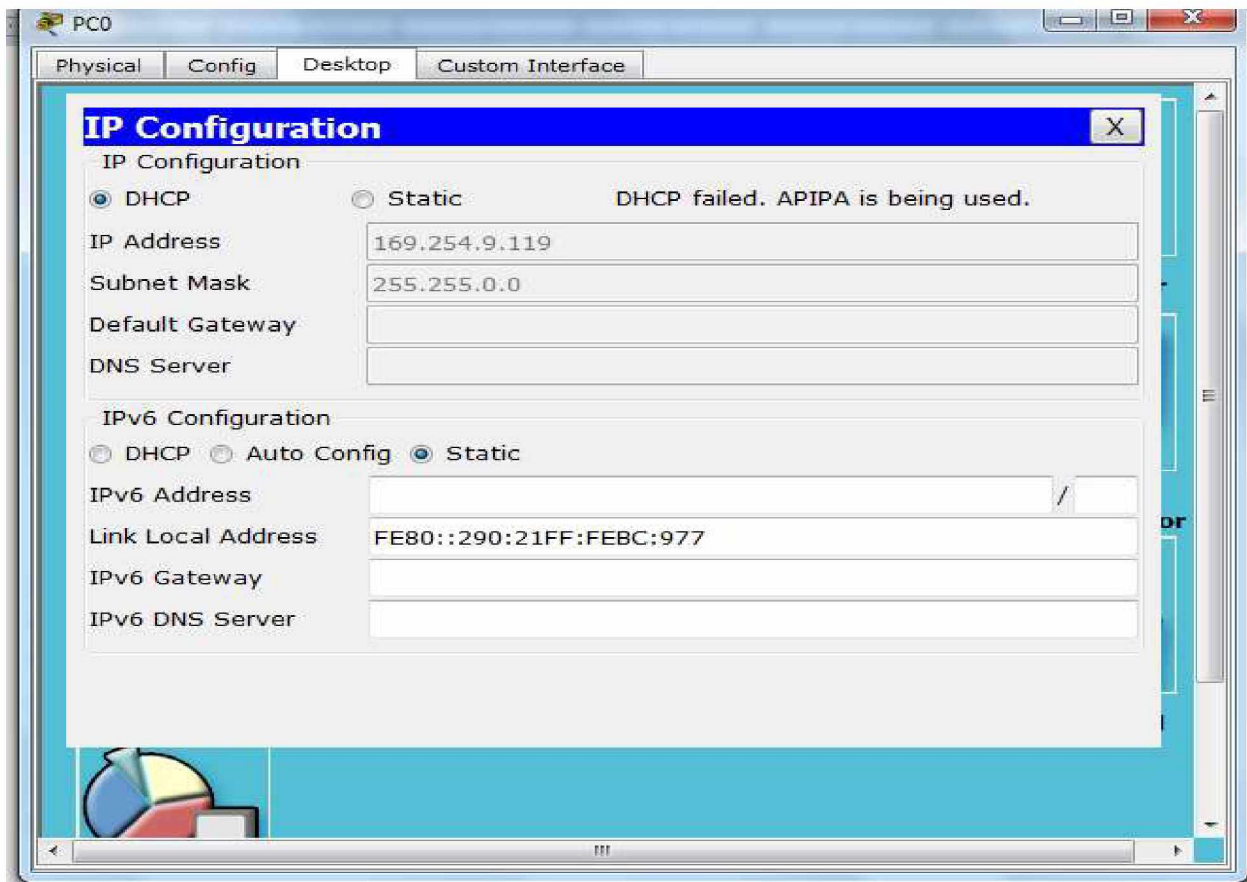 PC0
Physical Config Desktop Custom Interface
IP Configuration X
IP Configuration
DHCP Static DHCP failed. APIPA is being used.
IP Address 169.254.9.119
Subnet Mask 255.255.0.0
Default Gateway
DNS Server
IPv6 Configuration
DHCP Auto Config Static
IPv6 Address /
Link Local Address FE80::290:21FF:FEBC:977
IPv6 Gateway
IPv6 DNS Server
or